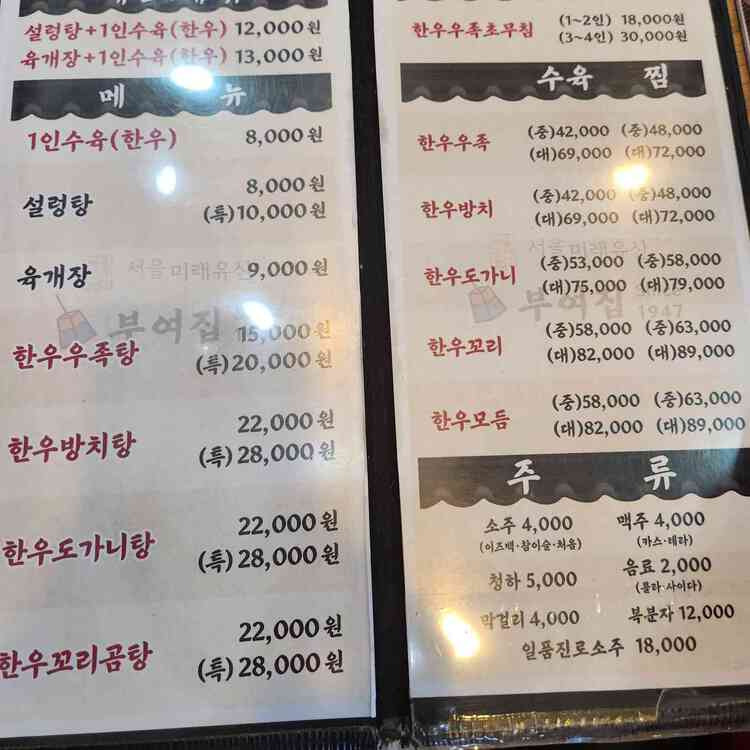 설렁탕+1인수육(한우) 12,000원
육개장+1인수육(한우) 13,000원
메 뉴
1인수육(한우) 8,000원
설렁탕 8,000원
(특)10,000원
육개장 9,000원
서울미래유산
부여집
한우우족탕 15,000원
(특)20,000원
한우방치탕 22,000원
(특)28,000원
한우도가니탕 22,000원
(특)28,000원
한우꼬리곰탕 22,000원
(특)28,000원
한우우족초무침 (1~2인) 18,000원
(3~4인) 30,000원
수육 찜
한우우족 (중)42,000 (중)48,000
(대)69,000 (대)72,000
한우방치 (중)42,000 (중)48,000
(대)69,000 (대)72,000
서울미래유산
한우도가니 (중)53,000 (중)58,000
(대)75,000 (대)79,000
부여집 1947
한우꼬리 (중)58,000 (중)63,000
(대)82,000 (대)89,000
한우모듬 (중)58,000 (중)63,000
(대)82,000 (대)89,000
주 류
소주 4,000 맥주 4,000
(이즈백·참이슬·처음) (카스·테라)
청하 5,000 음료 2,000
(콜라·사이다)
막걸리 4,000 복분자 12,000
일품진로소주 18,000